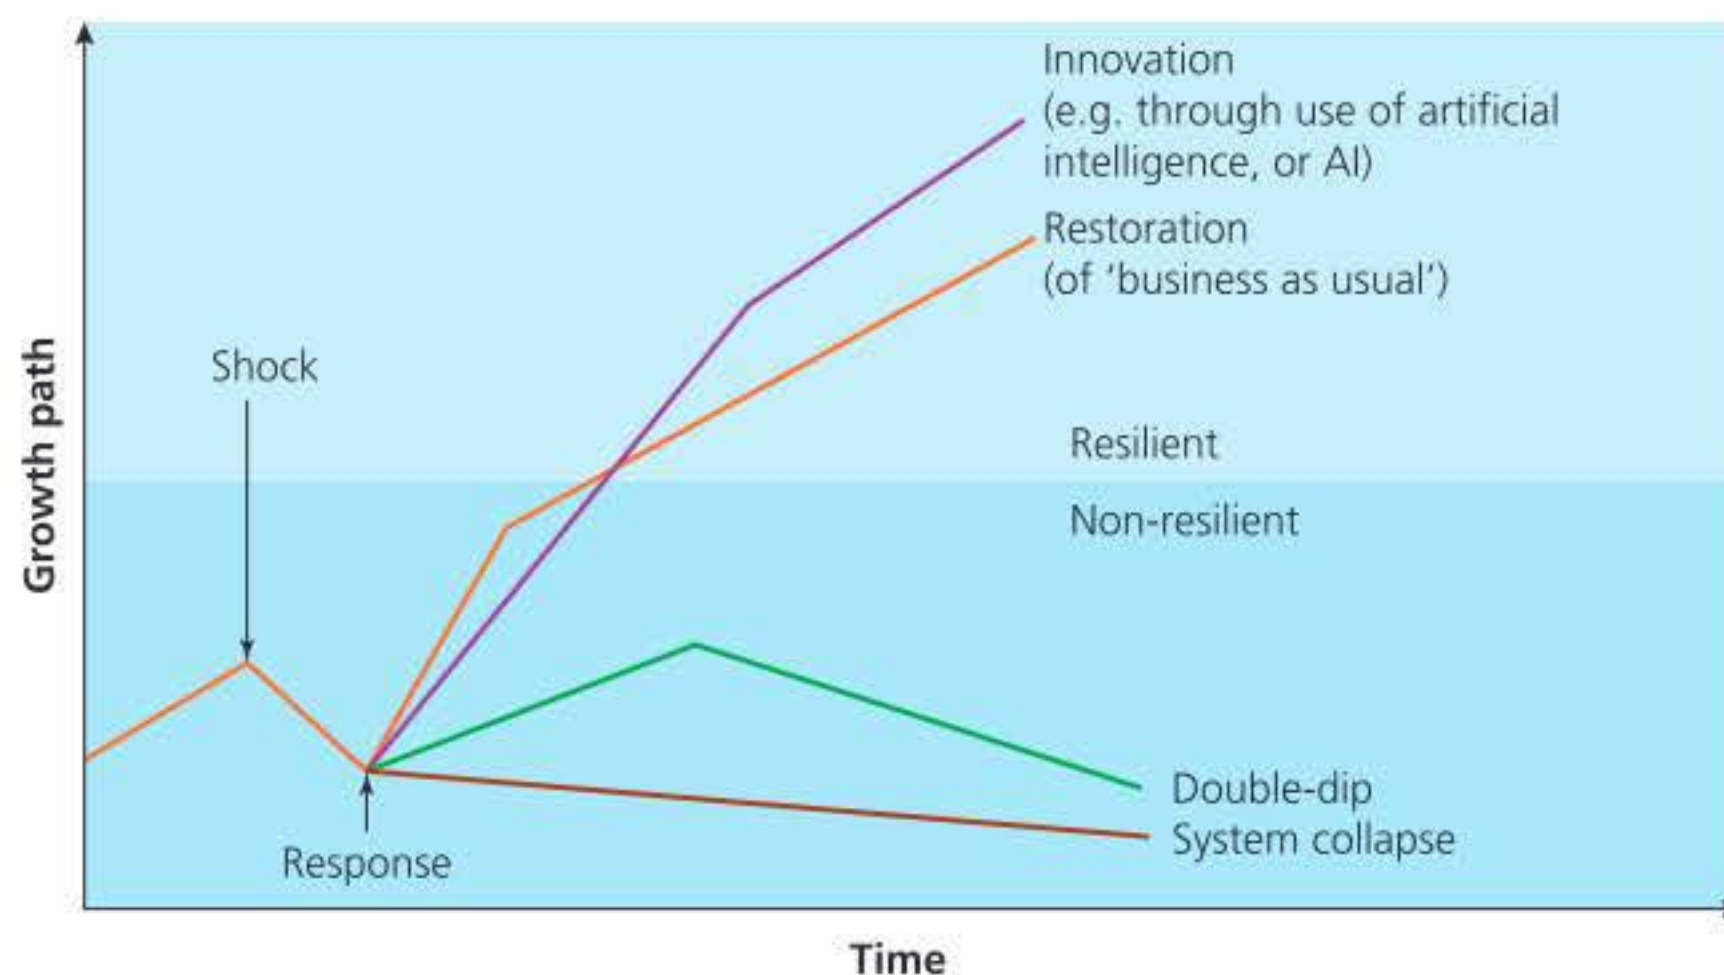 Innovation
(e.g. through use of artificial
intelligence, or AI)
Restoration
(of ‘business as usual’)
Shock
Resilient
Non-resilient
Growth path
Double-dip
System collapse
Response
Time